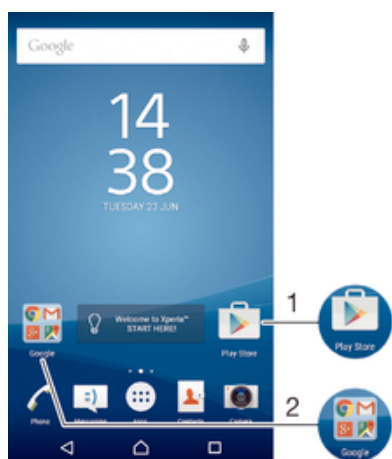 Google
14
38
TUESDAY 23 JUN
Welcome to Xperia™
START HERE!
Google
Play Store
1
Play Store
Phone
Messaging
Apps
Contacts
Camera
2
Google